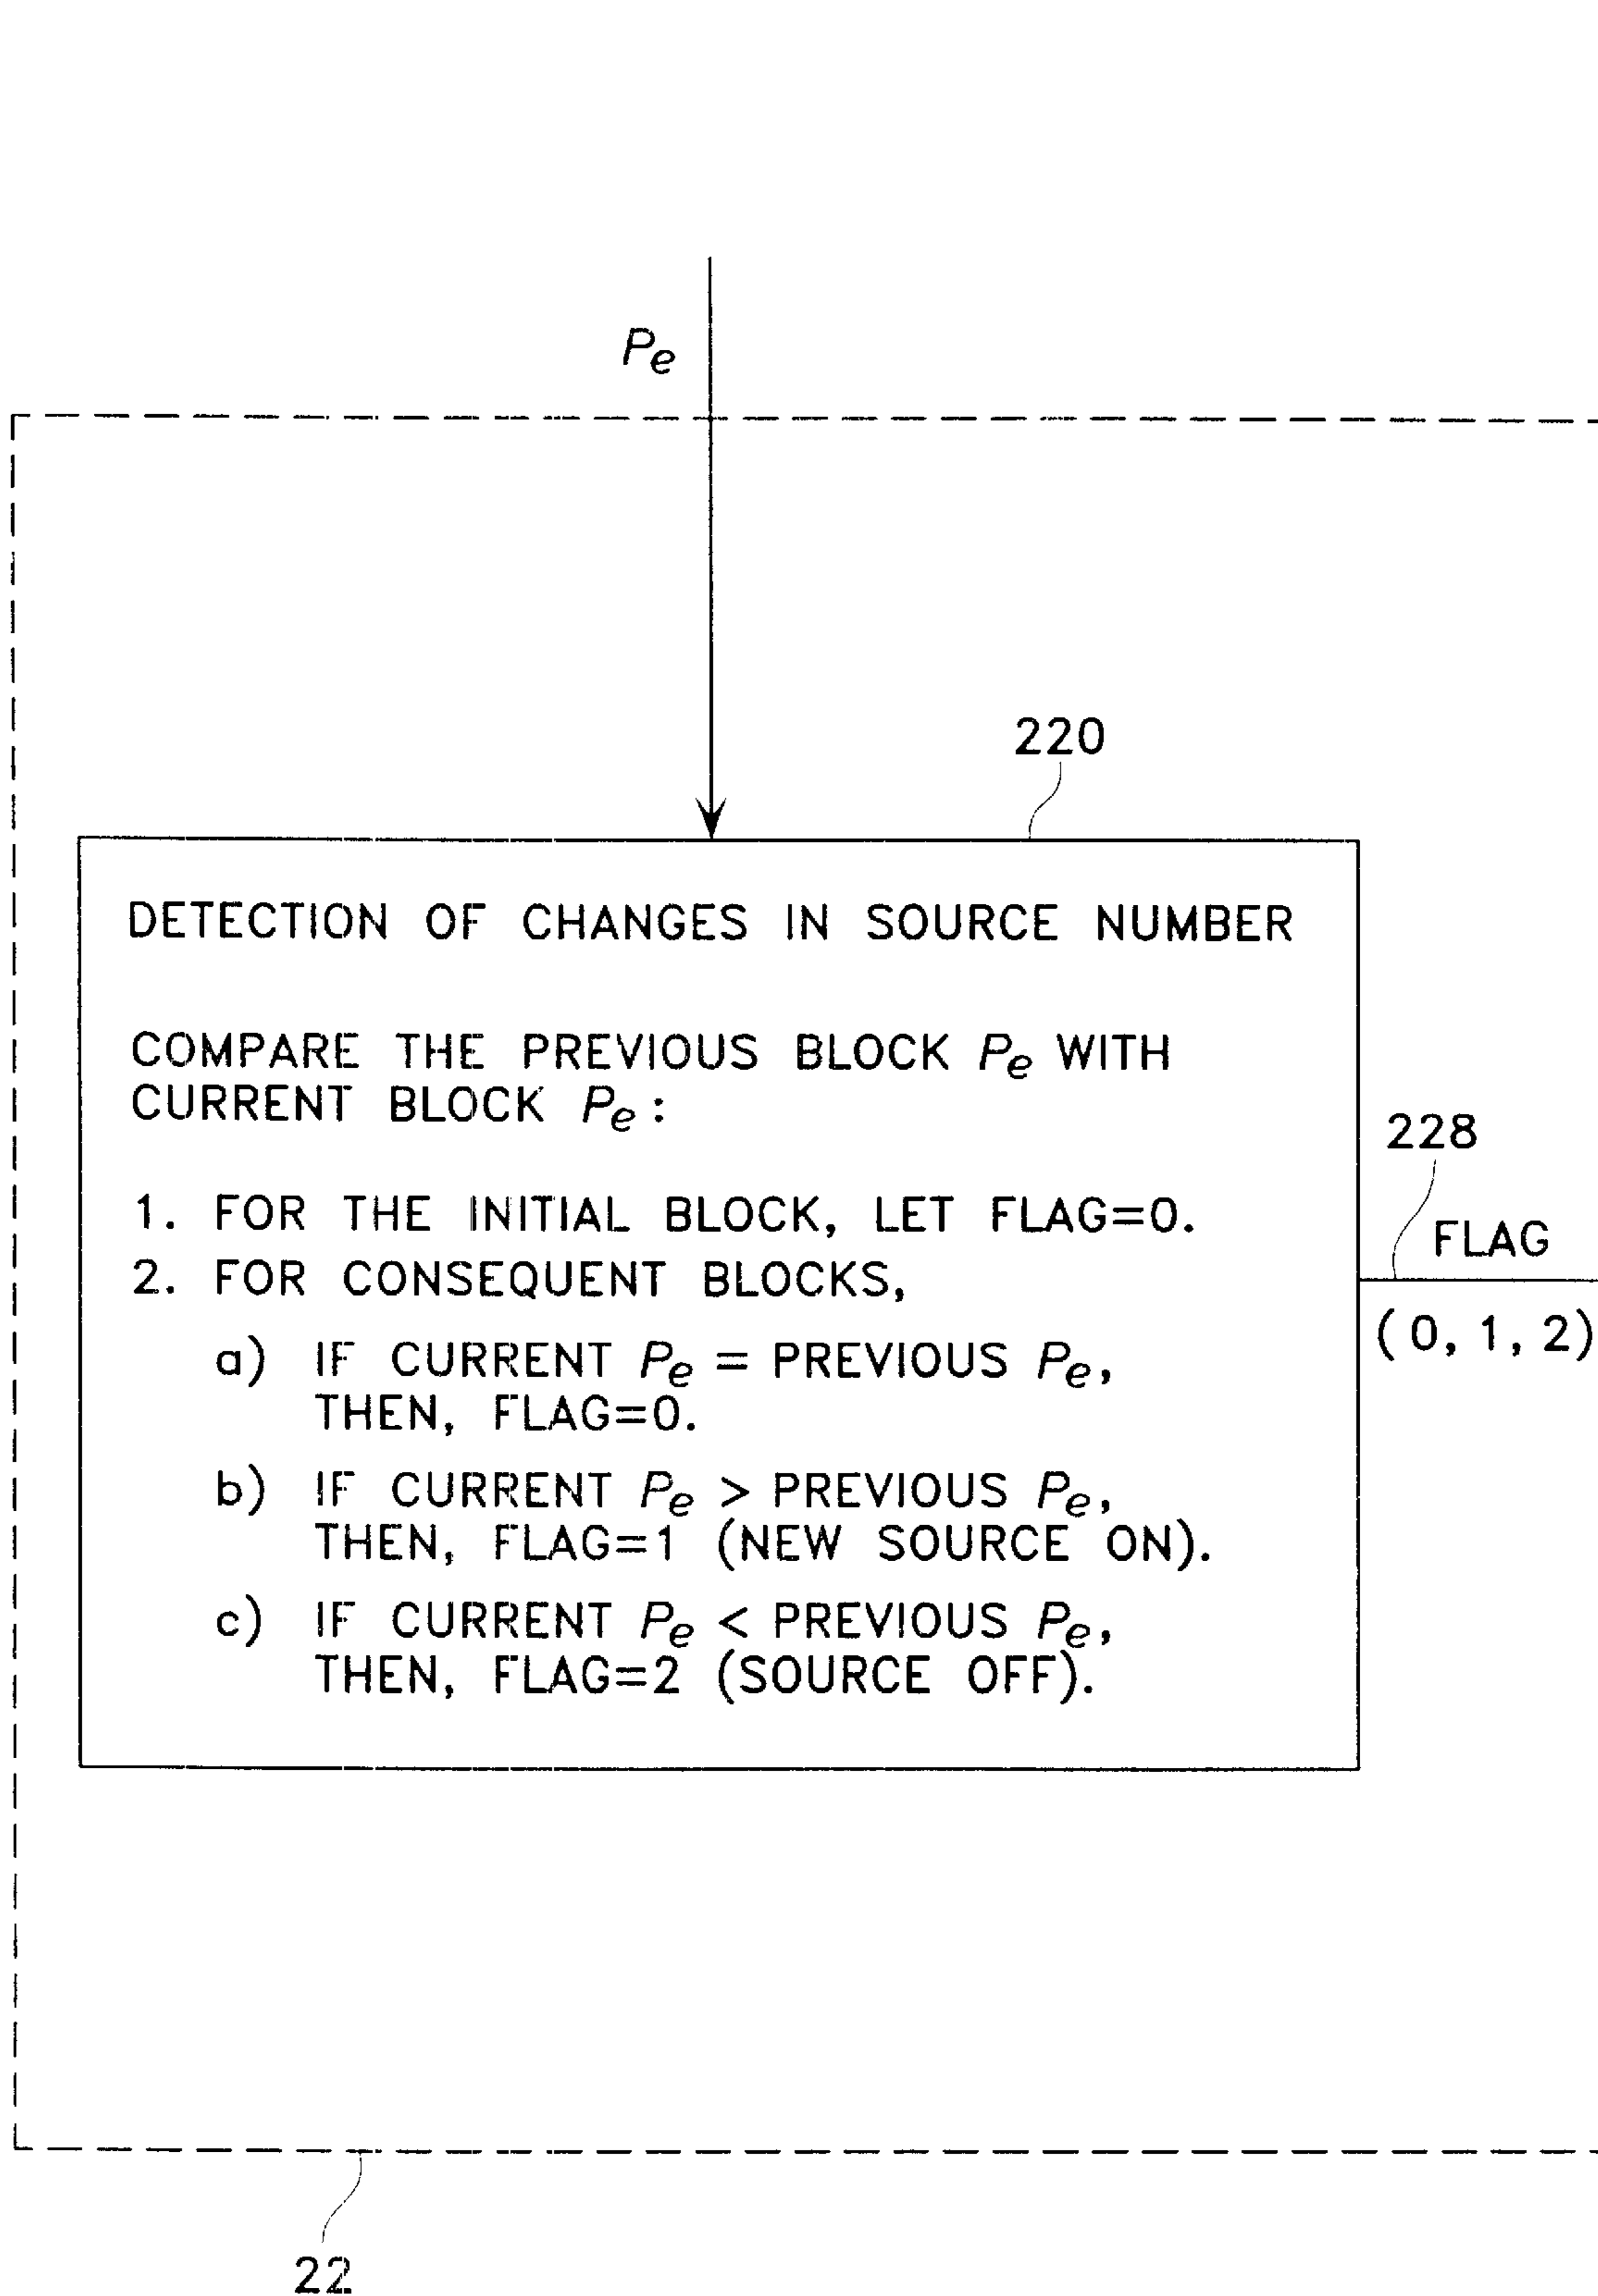 Pe
220
DETECTION OF CHANGES IN SOURCE NUMBER
COMPARE THE PREVIOUS BLOCK Pe WITH
CURRENT BLOCK Pe:
228
1. FOR THE INITIAL BLOCK, LET FLAG=0.
FLAG
2. FOR CONSEQUENT BLOCKS,
(0, 1, 2)
a) IF CURRENT Pe = PREVIOUS Pe,
THEN, FLAG=0.
b) IF CURRENT Pe > PREVIOUS Pe,
THEN, FLAG=1 (NEW SOURCE ON).
c) IF CURRENT Pe < PREVIOUS Pe,
THEN, FLAG=2 (SOURCE OFF).
22